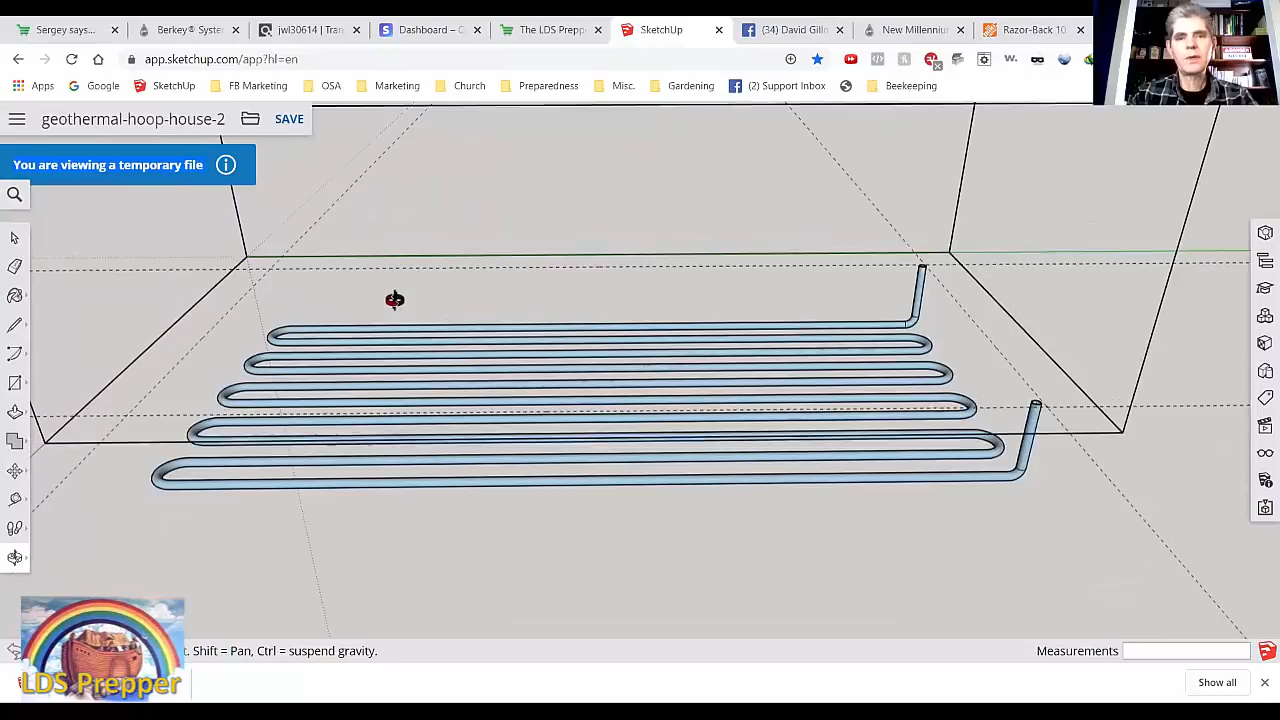 Sergey says...
Berkey® Syste
jwl30614 | Tran
Dashboard – C
The LDS Prepp
SketchUp
(34) David Gillm
New Millenniu
Razor-Back 10
app.sketchup.com/app?hl=en
W.
Apps
Google
SketchUp
FB Marketing
OSA
Marketing
Church
Preparateness
Misc.
Gardening
(2) Support Inbox
Beekeeping
geothermal-hoop-house-2
SAVE
You are viewing a temporary file
t. Shift = Pan, Ctrl = suspend gravity.
Measurements
LDS Prepper
Show all